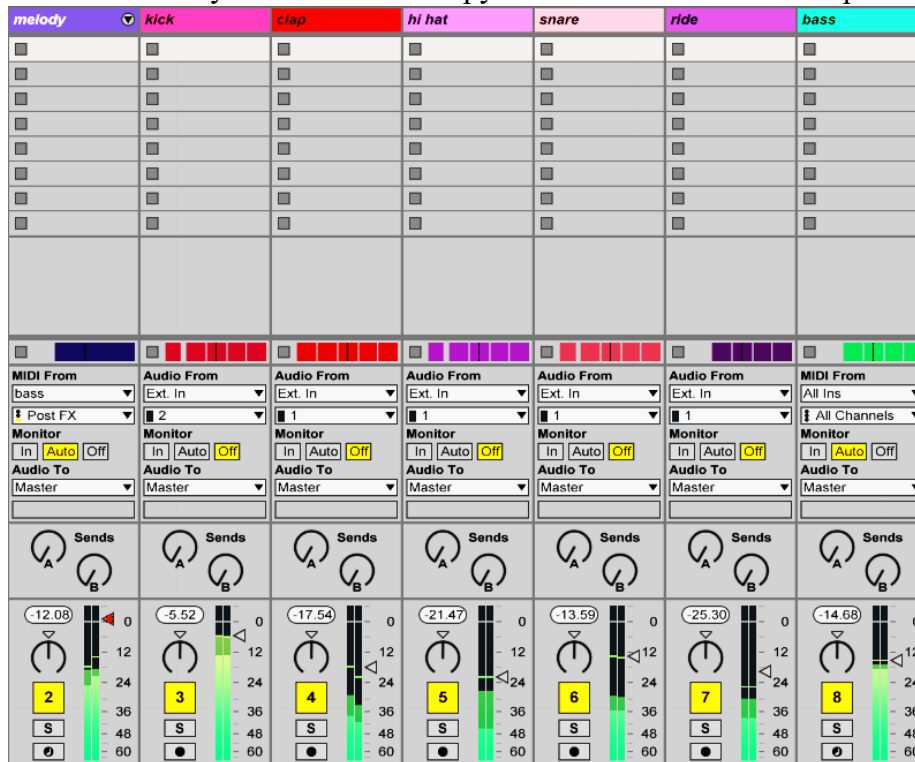 melody kick clap hi hat snare ride bass
MIDI From Audio From Audio From Audio From Audio From Audio From MIDI From
bass Ext. In Ext. In Ext. In Ext. In Ext. In All Ins
Post FX 2 1 1 1 1 All Channels
Monitor Monitor Monitor Monitor Monitor Monitor Monitor
In Auto Off In Auto Off In Auto Off In Auto Off In Auto Off In Auto Off In Auto Off
Audio To Audio To Audio To Audio To Audio To Audio To Audio To
Master Master Master Master Master Master Master
Sends Sends Sends Sends Sends Sends Sends
A A A A A A A
B B B B B B B
-12.08 0 -5.52 0 -17.54 0 -21.47 0 -13.59 0 -25.30 0 -14.68 0
12 12 12 12 12 12 12
2 24 3 24 4 24 5 24 6 24 7 24 8 24
36 36 36 36 36 36 36
S 48 S 48 S 48 S 48 S 48 S 48 S 48
60 60 60 60 60 60 60